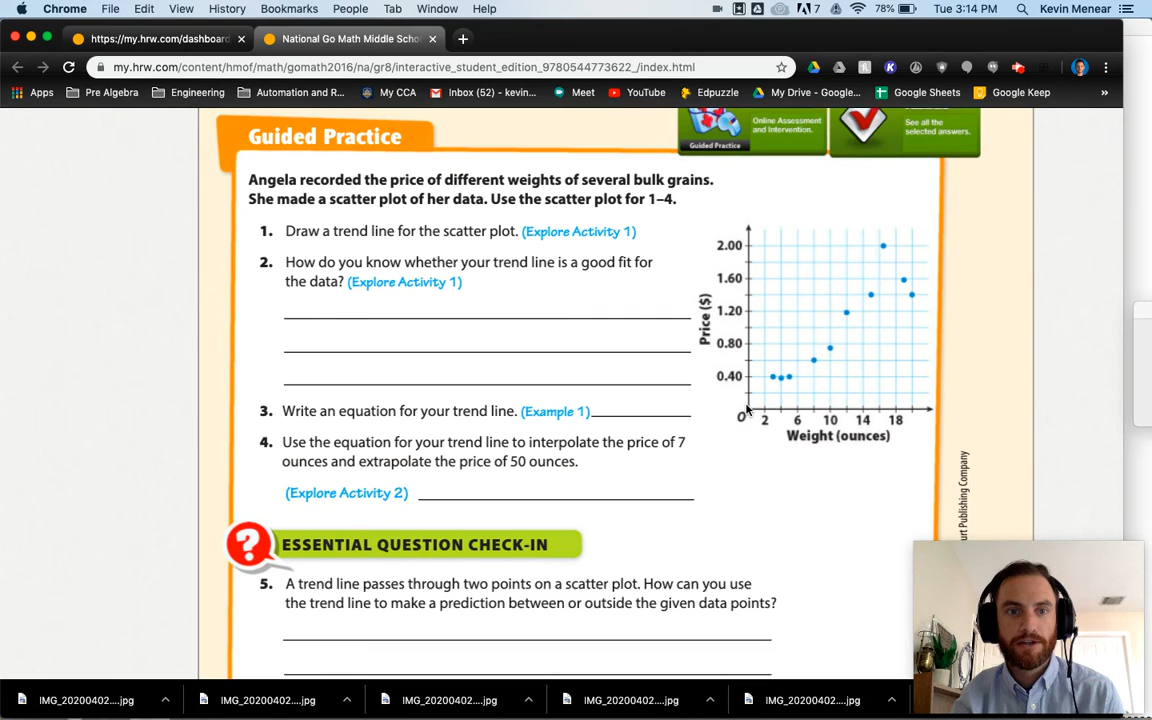 Chrome File Edit View History Bookmarks People Tab Window Help 7 78% Tue 3:14 PM Kevin Menear
https://my.hrw.com/dashboard × National Go Math Middle Scho × +
my.hrw.com/content/hmof/math/gomath2016/na/gr8/interactive_student_edition_9780544773622_/index.html
Apps Pre Algebra Engineering Automation and R... My CCA Inbox (52) - kevin... Meet YouTube Edpuzzle My Drive - Google... Google Sheets Google Keep »
Guided Practice
Online Assessment
and Intervention.
Guided Practice
See all the
selected answers.
Angela recorded the price of different weights of several bulk grains.
She made a scatter plot of her data. Use the scatter plot for 1–4.
1. Draw a trend line for the scatter plot. (Explore Activity 1)
2. How do you know whether your trend line is a good fit for
the data? (Explore Activity 1)
3. Write an equation for your trend line. (Example 1)
4. Use the equation for your trend line to interpolate the price of 7
ounces and extrapolate the price of 50 ounces.
(Explore Activity 2)
2.00
1.60
1.20
0.80
0.40
Price ($)
O 2 6 10 14 18
Weight (ounces)
? ESSENTIAL QUESTION CHECK-IN
5. A trend line passes through two points on a scatter plot. How can you use
the trend line to make a prediction between or outside the given data points?
Publishing Company
IMG_20200402....jpg IMG_20200402....jpg IMG_20200402....jpg IMG_20200402....jpg IMG_20200402....jpg